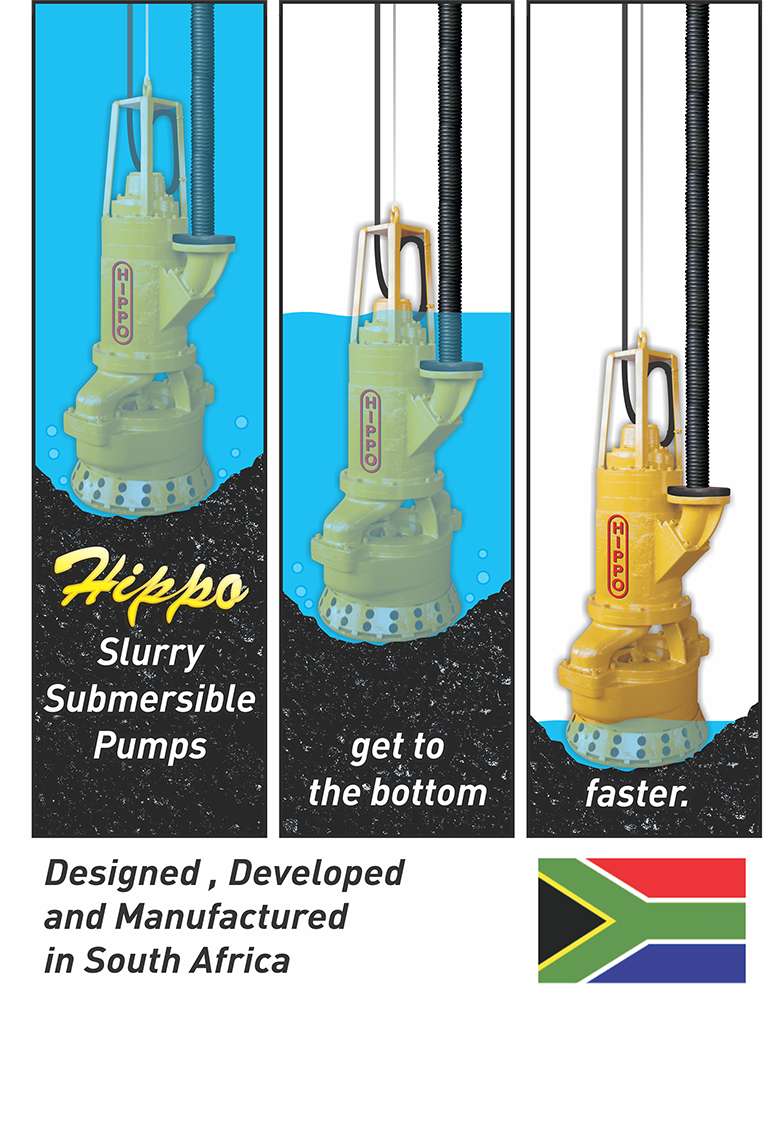 HIPPO
HIPPO
HIPPO
Hippo
Slurry
Submersible
Pumps
get to
the bottom
faster.
Designed , Developed
and Manufactured
in South Africa